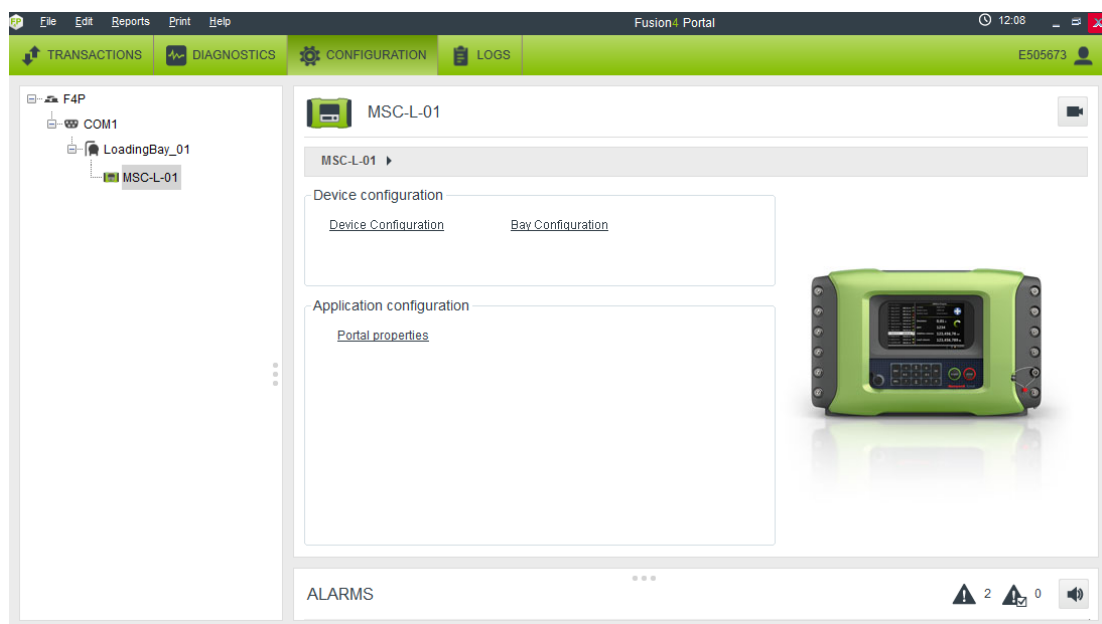 FP File Edit Reports Print Help Fusion4 Portal 12:08
TRANSACTIONS DIAGNOSTICS CONFIGURATION LOGS E505673
F4P
COM1
LoadingBay_01
MSC-L-01
MSC-L-01
MSC-L-01
Device configuration
Device Configuration Bay Configuration
Application configuration
Portal properties
ALARMS 2 0